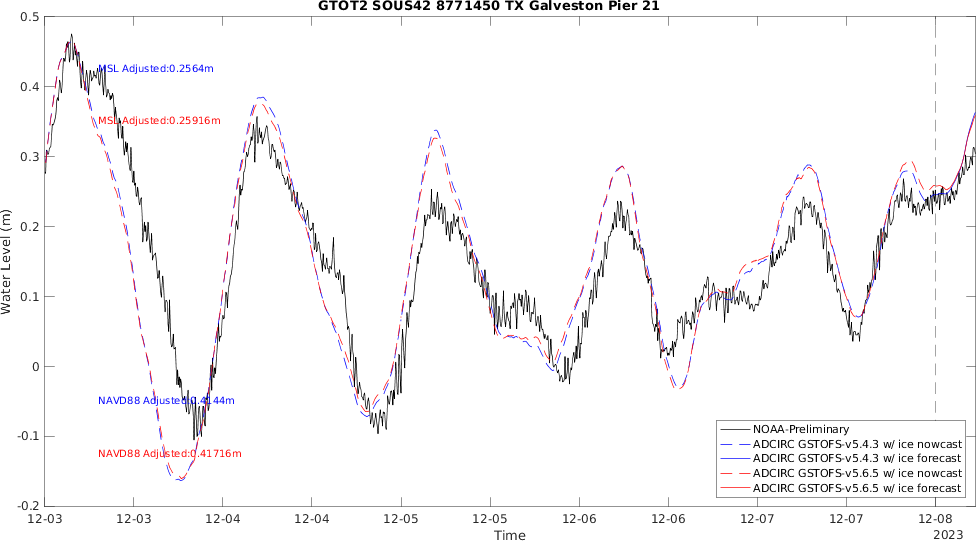 GTOT2 SOUS42 8771450 TX Galveston Pier 21
0.5
0.4
0.3
0.2
0.1
0
-0.1
-0.2
Water Level (m)
MSL Adjusted:0.2564m
MSL Adjusted:0.25916m
NAVD88 Adjusted:0.4144m
NAVD88 Adjusted:0.41716m
NOAA-Preliminary
ADCIRC GSTOFS-v5.4.3 w/ ice nowcast
ADCIRC GSTOFS-v5.4.3 w/ ice forecast
ADCIRC GSTOFS-v5.6.5 w/ ice nowcast
ADCIRC GSTOFS-v5.6.5 w/ ice forecast
12-03 12-03 12-04 12-04 12-05 12-05 12-06 12-06 12-07 12-07 12-08
Time
2023